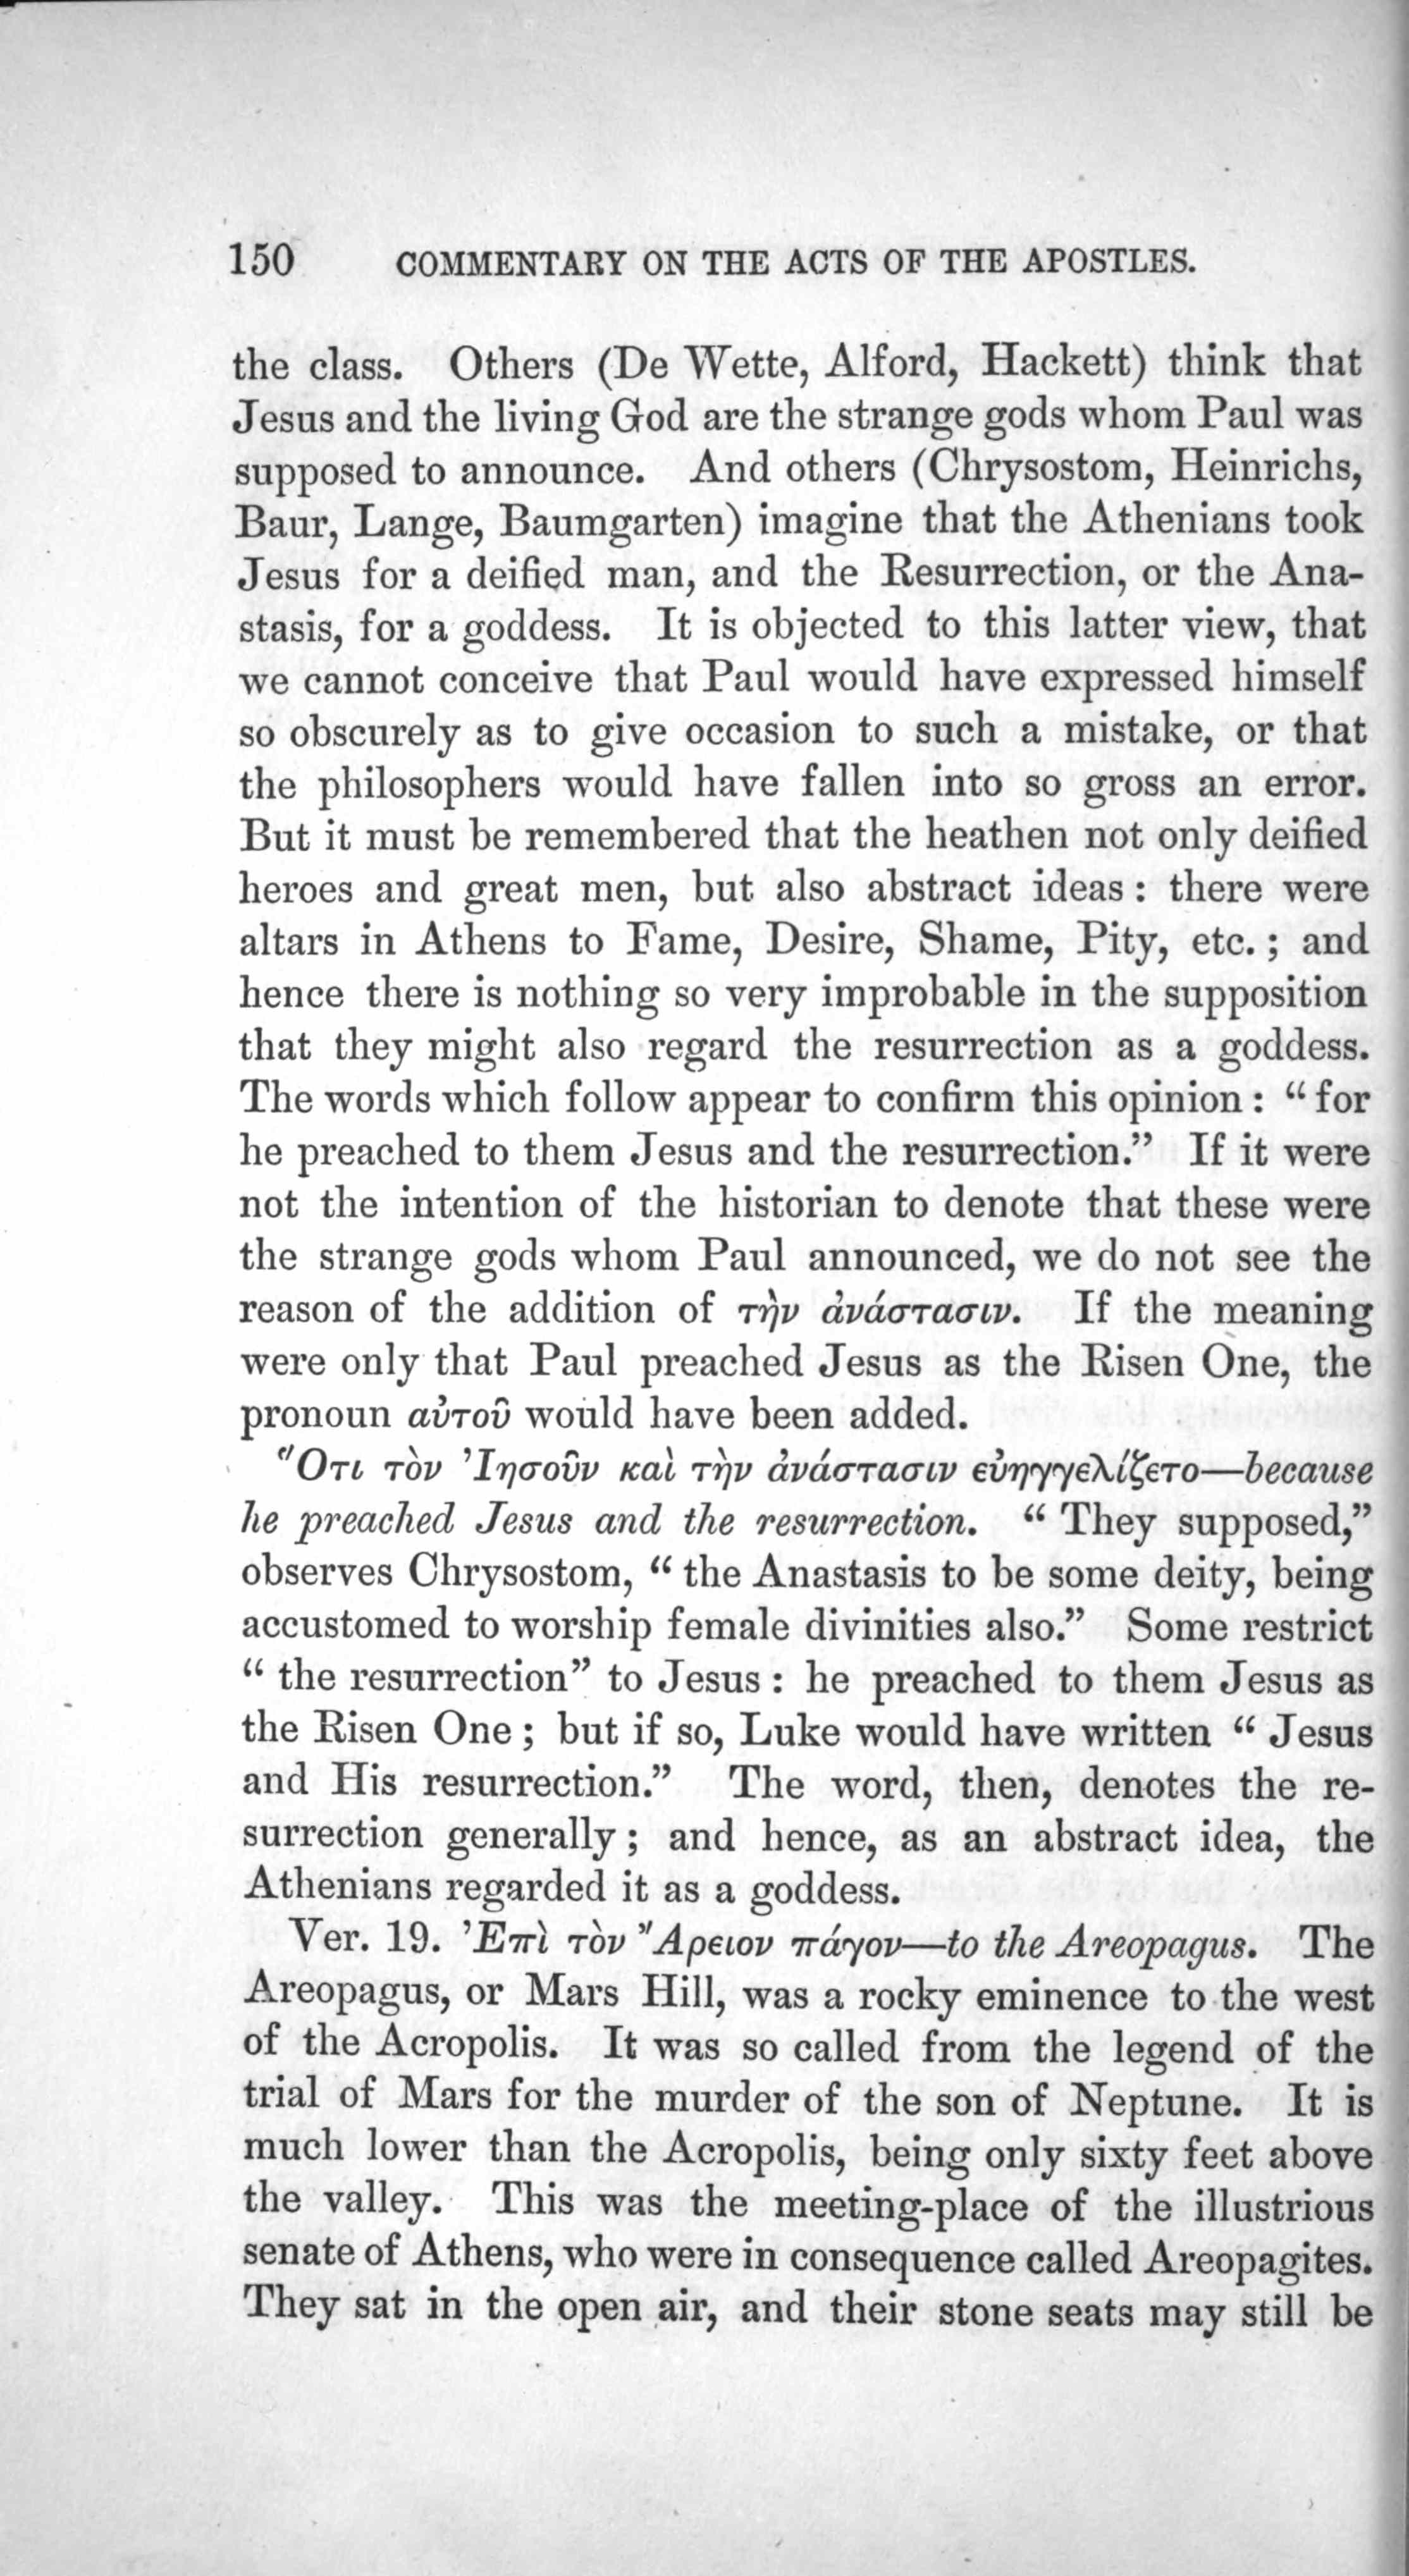 150 COMMENTARY ON THE ACTS OF THE APOSTLES.
the class. Others (De Wette, Alford, Hackett) think that
Jesus and the living God are the strange gods whom Paul was
supposed to announce. And others (Chrysostom, Heinrichs,
Baur, Lange, Baumgarten) imagine that the Athenians took
Jesus for a deified man, and the Resurrection, or the Ana-
stasis, for a goddess. It is objected to this latter view, that
we cannot conceive that Paul would have expressed himself
so obscurely as to give occasion to such a mistake, or that
the philosophers would have fallen into so gross an error.
But it must be remembered that the heathen not only deified
heroes and great men, but also abstract ideas : there were
altars in Athens to Fame, Desire, Shame, Pity, etc. ; and
hence there is nothing so very improbable in the supposition
that they might also regard the resurrection as a goddess.
The words which follow appear to confirm this opinion : “ for
he preached to them Jesus and the resurrection.” If it were
not the intention of the historian to denote that these were
the strange gods whom Paul announced, we do not see the
reason of the addition of τὴν ἀνάστασιν. If the meaning
were only that Paul preached Jesus as the Risen One, the
pronoun αὐτοῦ would have been added.
Ὅτι τὸν Ἰησοῦν καὶ τὴν ἀνάστασιν εὐηγγελίζετο—because
he preached Jesus and the resurrection. “ They supposed,”
observes Chrysostom, “ the Anastasis to be some deity, being
accustomed to worship female divinities also.” Some restrict
“ the resurrection” to Jesus : he preached to them Jesus as
the Risen One ; but if so, Luke would have written “ Jesus
and His resurrection.” The word, then, denotes the re-
surrection generally ; and hence, as an abstract idea, the
Athenians regarded it as a goddess.
Ver. 19. Ἐπὶ τὸν Ἄρειον πάγον—to the Areopagus. The
Areopagus, or Mars Hill, was a rocky eminence to the west
of the Acropolis. It was so called from the legend of the
trial of Mars for the murder of the son of Neptune. It is
much lower than the Acropolis, being only sixty feet above
the valley. This was the meeting-place of the illustrious
senate of Athens, who were in consequence called Areopagites.
They sat in the open air, and their stone seats may still be